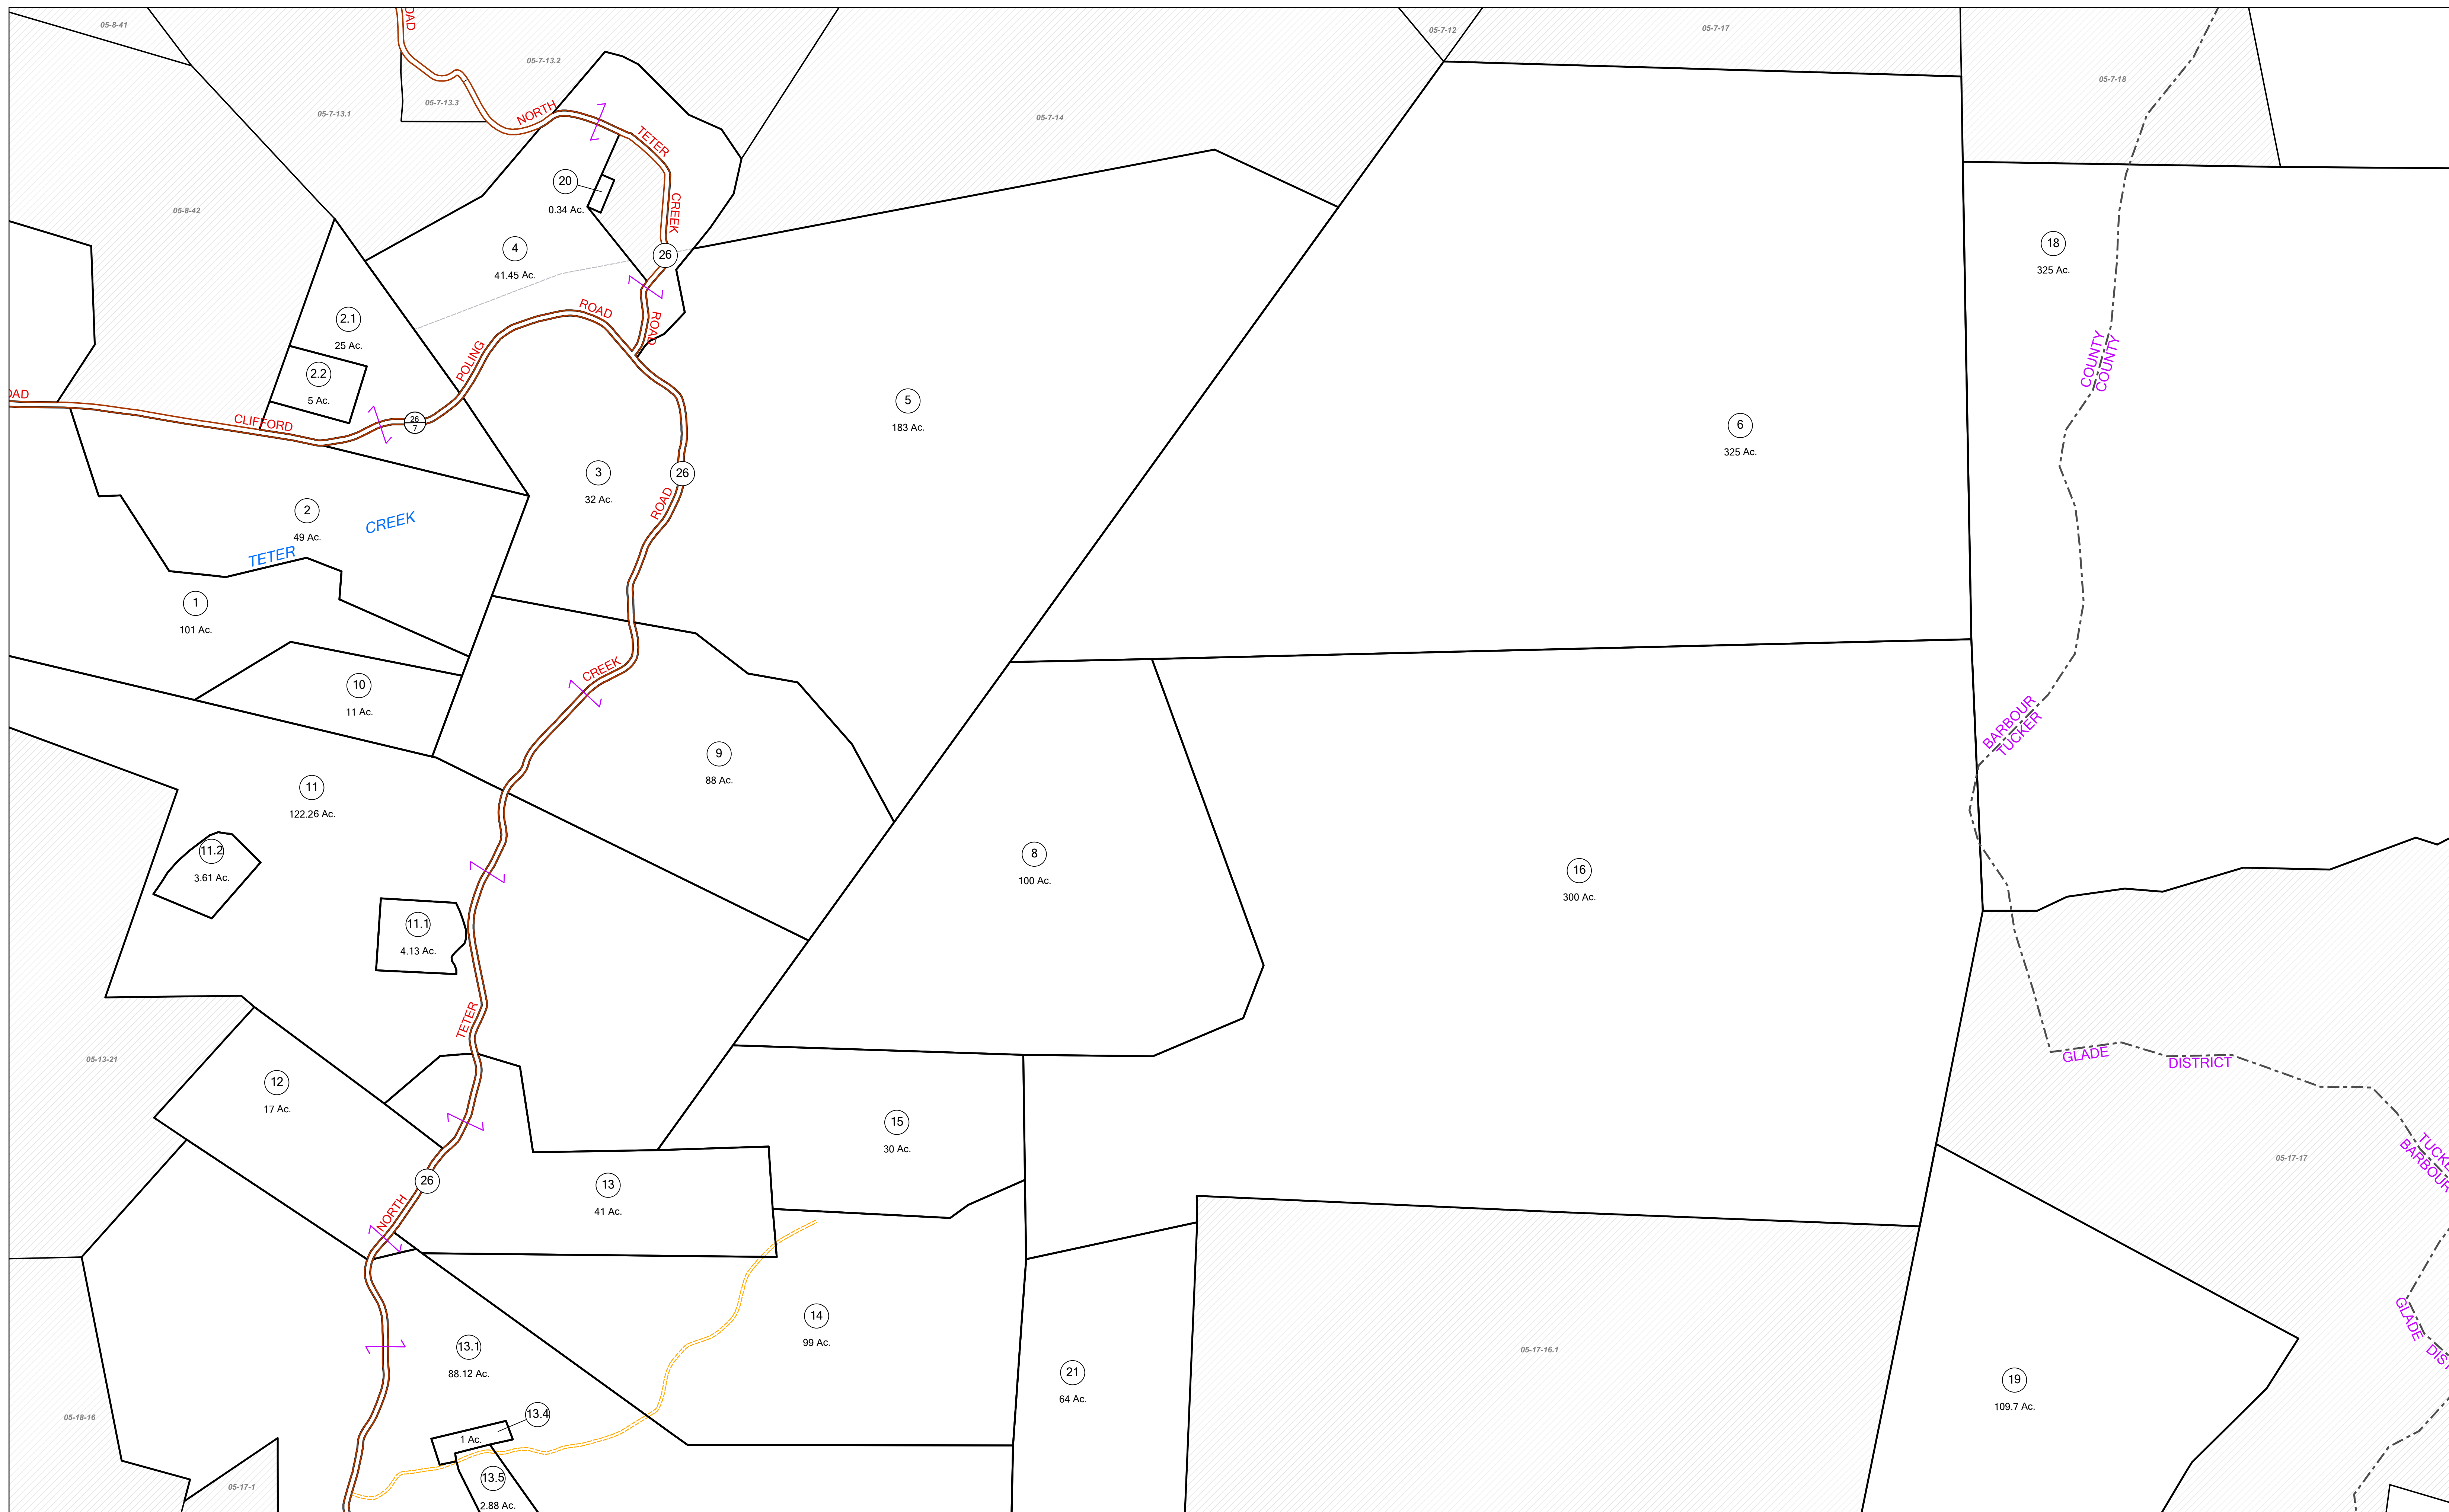 05-8-41
OAD
05-7-12
05-7-17
05-7-13.2
05-7-18
05-7-13.3
05-7-13.1
NORTH
05-7-14
TETER
20
0.34 Ac.
CREEK
05-8-42
4
41.45 Ac.
26
18
325 Ac.
2.1
25 Ac.
ROAD
ROAD
POLING
COUNTY
COUNTY
2.2
5 Ac.
OAD
CLIFFORD
26
7
5
183 Ac.
6
325 Ac.
3
32 Ac.
26
ROAD
2
49 Ac.
CREEK
TETER
1
101 Ac.
CREEK
10
11 Ac.
BARBOUR
TUCKER
9
88 Ac.
11
122.26 Ac.
11.2
3.61 Ac.
8
100 Ac.
16
300 Ac.
11.1
4.13 Ac.
TETER
05-13-21
GLADE
DISTRICT
12
17 Ac.
15
30 Ac.
TUCKE
BARBOUR
05-17-17
26
13
41 Ac.
NORTH
14
99 Ac.
GLADE
DIST
13.1
88.12 Ac.
05-17-16.1
21
64 Ac.
19
109.7 Ac.
05-18-16
13.4
1 Ac.
13.5
2.88 Ac.
05-17-1